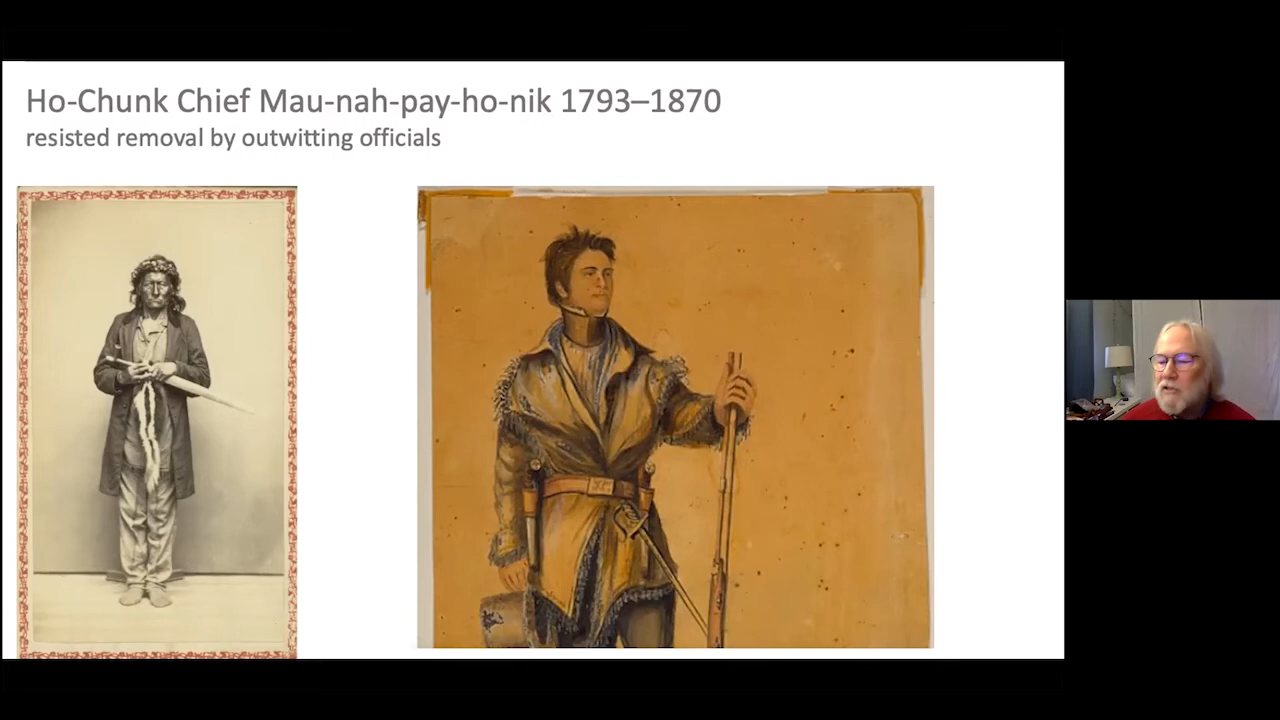 Ho-Chunk Chief Mau-nah-pay-ho-nik 1793–1870
resisted removal by outwitting officials